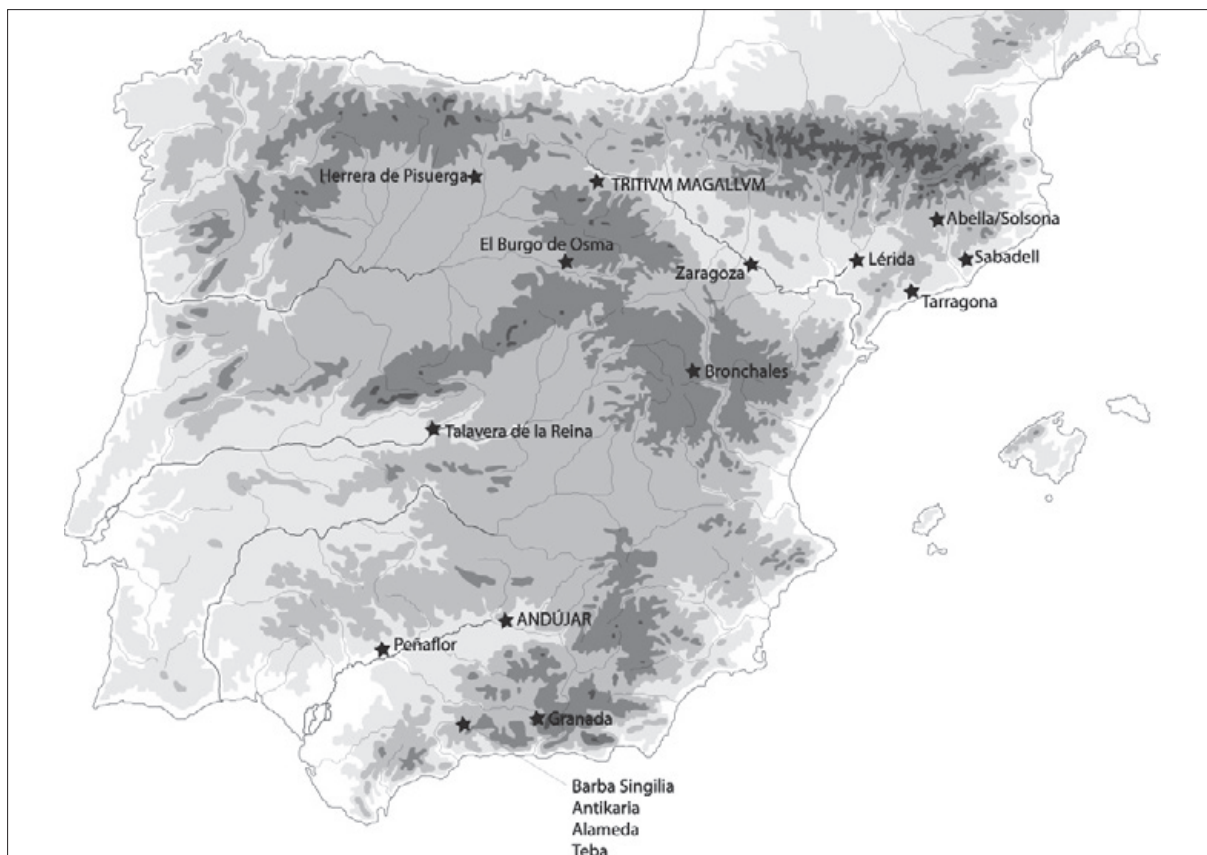 Herrera de Pisuerga
TRITIVM MAGALLVM
Abella/Solsona
El Burgo de Osma
Zaragoza
Lérida
Sabadell
Tarragona
Bronchales
Talavera de la Reina
ANDÚJAR
Peñaflor
Granada
Barba Singilia
Antikaria
Alameda
Teba